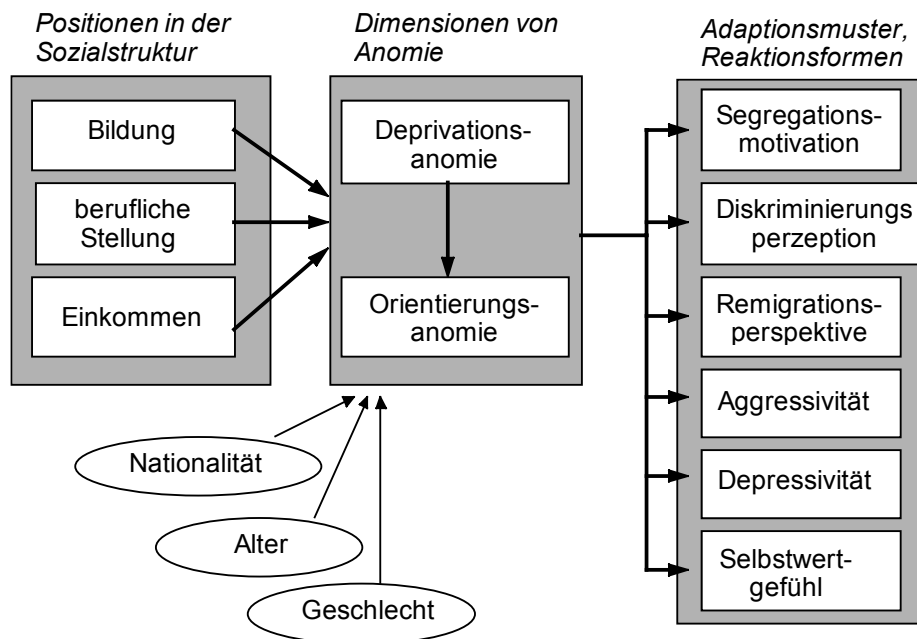 Positionen in der
Sozialstruktur
Bildung
berufliche
Stellung
Einkommen
Dimensionen von
Anomie
Deprivations-
anomie
Orientierungs-
anomie
Nationalität
Alter
Geschlecht
Adaptionsmuster,
Reaktionsformen
Segregations-
motivation
Diskriminierungs
perzeption
Remigrations-
perspektive
Aggressivität
Depressivität
Selbstwert-
gefühl